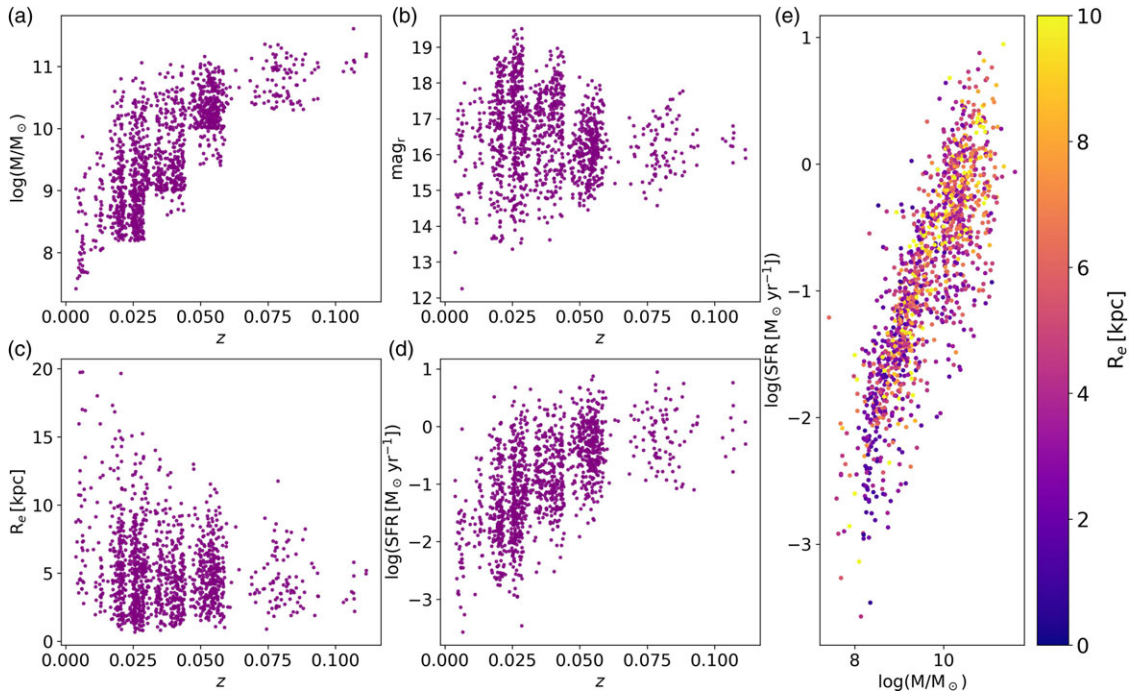 (a)
11
10
9
8
log(M/M⊙)
0.000 0.025 0.050 0.075 0.100
z
(b)
19
18
17
16
15
14
13
12
mag_r
0.000 0.025 0.050 0.075 0.100
z
(c)
20
15
10
5
0
R_e [kpc]
0.000 0.025 0.050 0.075 0.100
z
(d)
1
0
−1
−2
−3
log(SFR [M⊙ yr⁻¹])
0.000 0.025 0.050 0.075 0.100
z
(e)
1
0
−1
−2
−3
log(SFR [M⊙ yr⁻¹])
8 10
log(M/M⊙)
10
8
6
4
2
0
R_e [kpc]